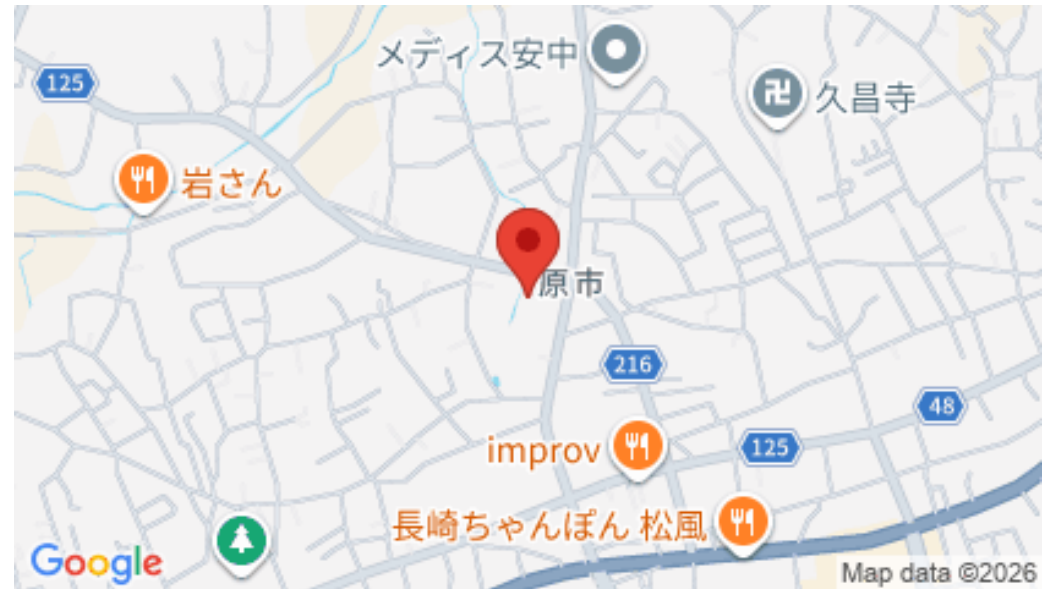 メディス安中
125
久昌寺
岩さん
原市
216
48
improv
125
長崎ちゃんぽん 松風
Google
Map data ©2026